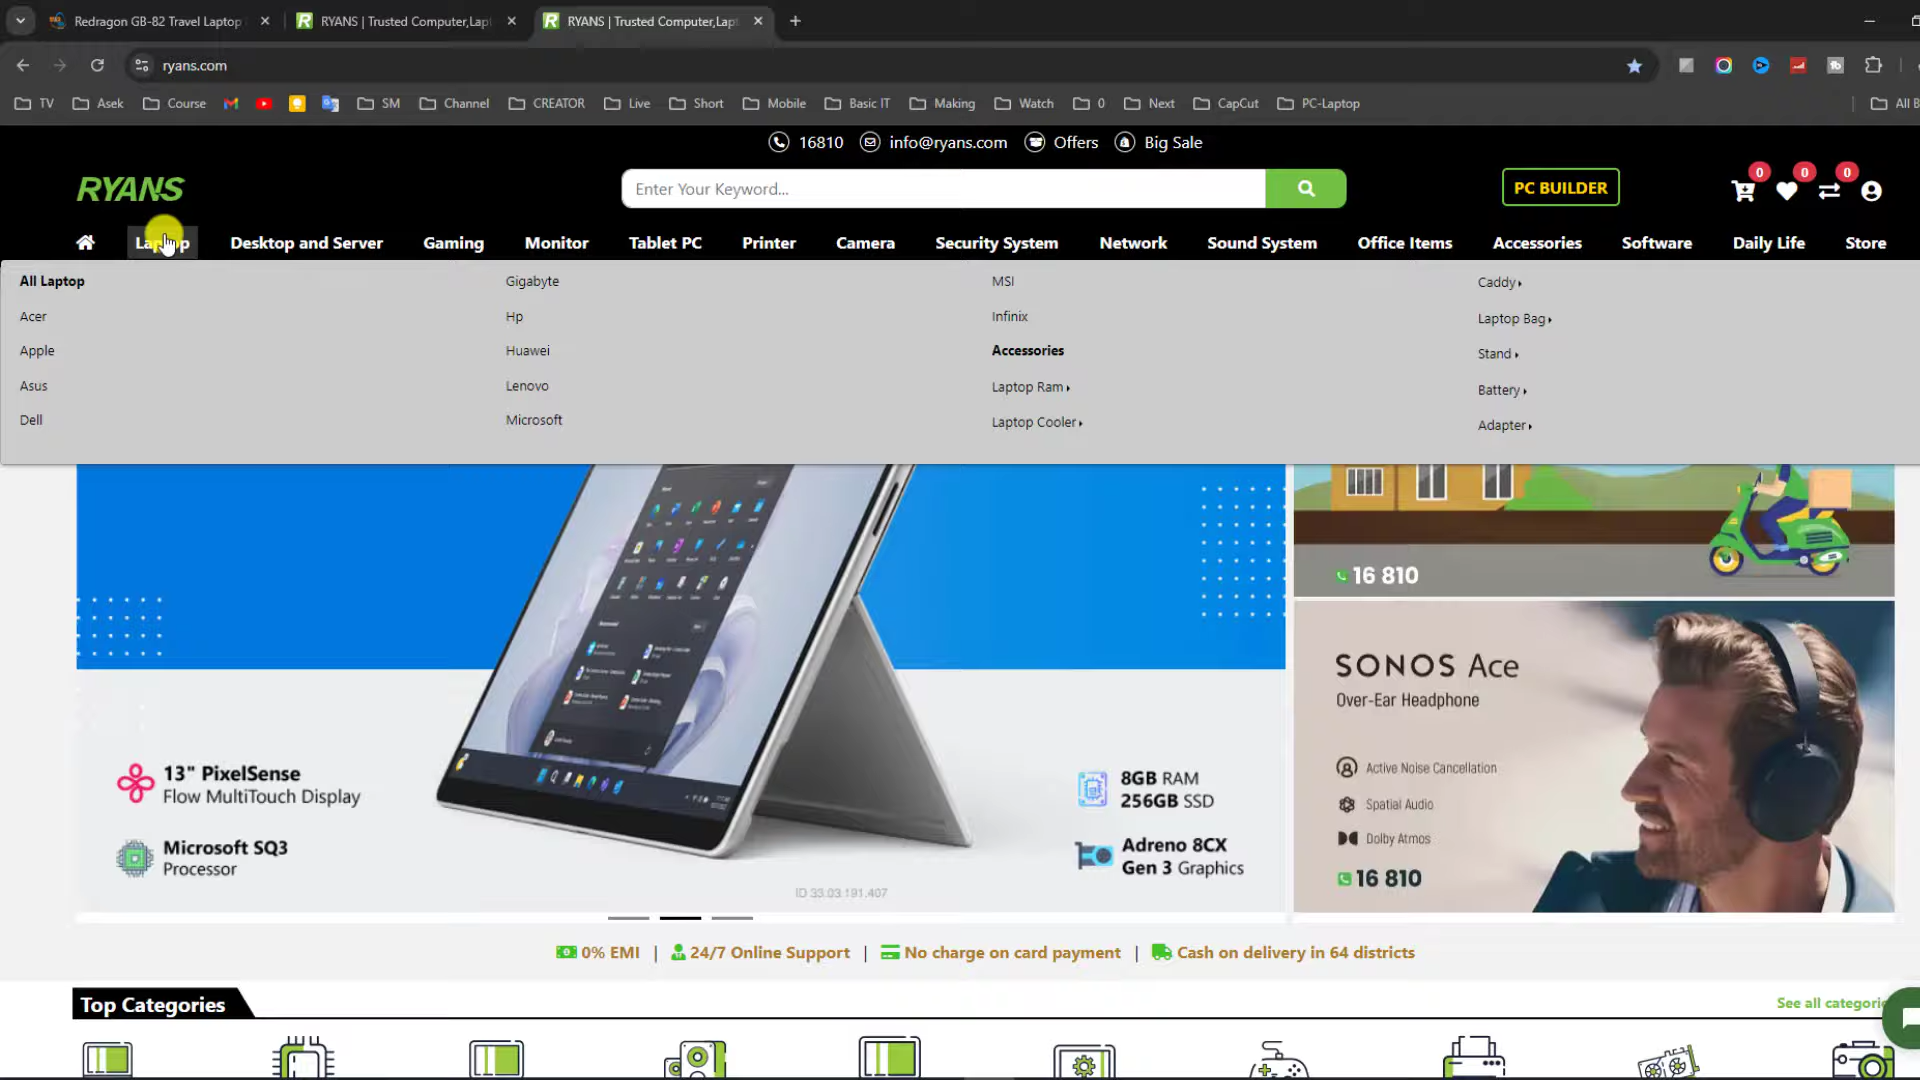 Redragon GB-82 Travel Laptop
RYANS | Trusted Computer,Lap
RYANS | Trusted Computer,Lap
ryans.com
TV
Asek
Course
SM
Channel
CREATOR
Live
Short
Mobile
Basic IT
Making
Watch
0
Next
CapCut
PC-Laptop
All B
16810
info@ryans.com
Offers
Big Sale
RYANS
Enter Your Keyword...
PC BUILDER
0
0
0
Laptop
Desktop and Server
Gaming
Monitor
Tablet PC
Printer
Camera
Security System
Network
Sound System
Office Items
Accessories
Software
Daily Life
Store
All Laptop
Acer
Apple
Asus
Dell
Gigabyte
Hp
Huawei
Lenovo
Microsoft
MSI
Infinix
Accessories
Laptop Ram
Laptop Cooler
Caddy
Laptop Bag
Stand
Battery
Adapter
16 810
13" PixelSense
Flow MultiTouch Display
Microsoft SQ3
Processor
8GB RAM
256GB SSD
Adreno 8CX
Gen 3 Graphics
ID 33.03.191.407
SONOS Ace
Over-Ear Headphone
Active Noise Cancellation
Spatial Audio
Dolby Atmos
16 810
0% EMI | 24/7 Online Support | No charge on card payment | Cash on delivery in 64 districts
Top Categories
See all categorie